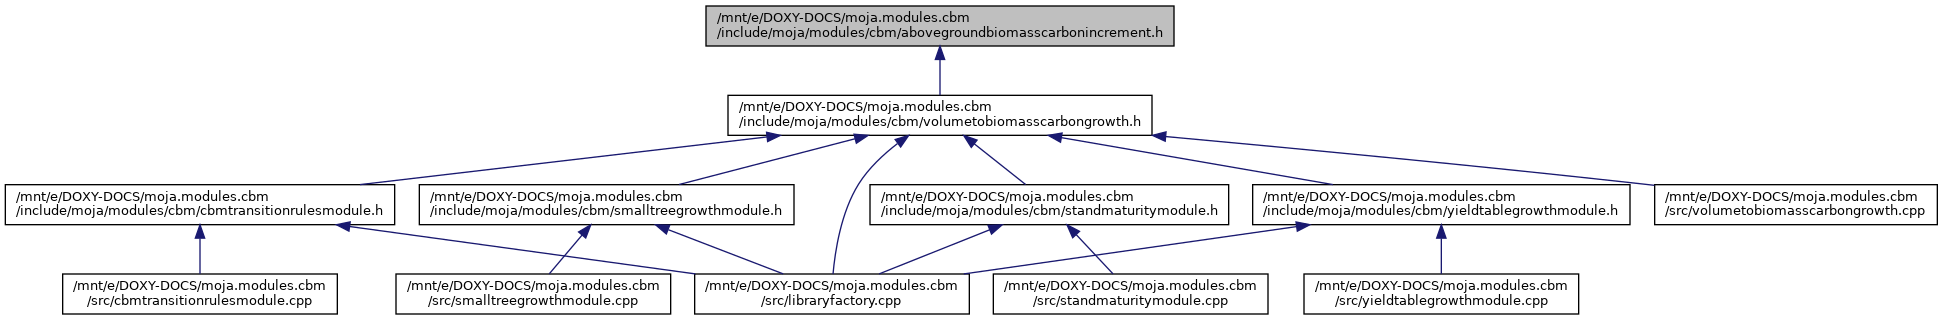 /mnt/e/DOXY-DOCS/moja.modules.cbm
/include/moja/modules/cbm/abovegroundbiomasscarbonincrement.h
/mnt/e/DOXY-DOCS/moja.modules.cbm
/include/moja/modules/cbm/volumetobiomasscarbongrowth.h
/mnt/e/DOXY-DOCS/moja.modules.cbm
/include/moja/modules/cbm/cbmtransitionrulesmodule.h
/mnt/e/DOXY-DOCS/moja.modules.cbm
/include/moja/modules/cbm/smalltreegrowthmodule.h
/mnt/e/DOXY-DOCS/moja.modules.cbm
/include/moja/modules/cbm/standmaturitymodule.h
/mnt/e/DOXY-DOCS/moja.modules.cbm
/include/moja/modules/cbm/yieldtablegrowthmodule.h
/mnt/e/DOXY-DOCS/moja.modules.cbm
/src/volumetobiomasscarbongrowth.cpp
/mnt/e/DOXY-DOCS/moja.modules.cbm
/src/cbmtransitionrulesmodule.cpp
/mnt/e/DOXY-DOCS/moja.modules.cbm
/src/smalltreegrowthmodule.cpp
/mnt/e/DOXY-DOCS/moja.modules.cbm
/src/libraryfactory.cpp
/mnt/e/DOXY-DOCS/moja.modules.cbm
/src/standmaturitymodule.cpp
/mnt/e/DOXY-DOCS/moja.modules.cbm
/src/yieldtablegrowthmodule.cpp